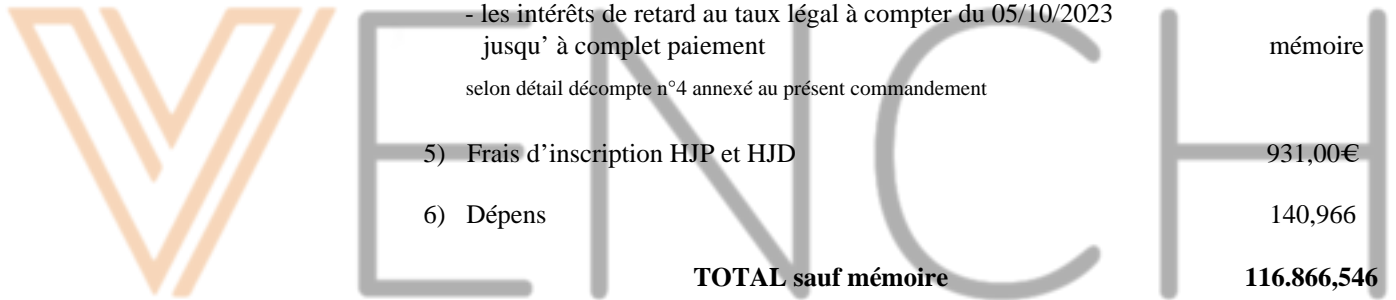 - les intérêts de retard au taux légal à compter du 05/10/2023
jusqu’ à complet paiement mémoire
selon détail décompte n°4 annexé au présent commandement
5) Frais d’inscription HJP et HJD 931,00€
6) Dépens 140,966
TOTAL sauf mémoire 116.866,546
VENCH